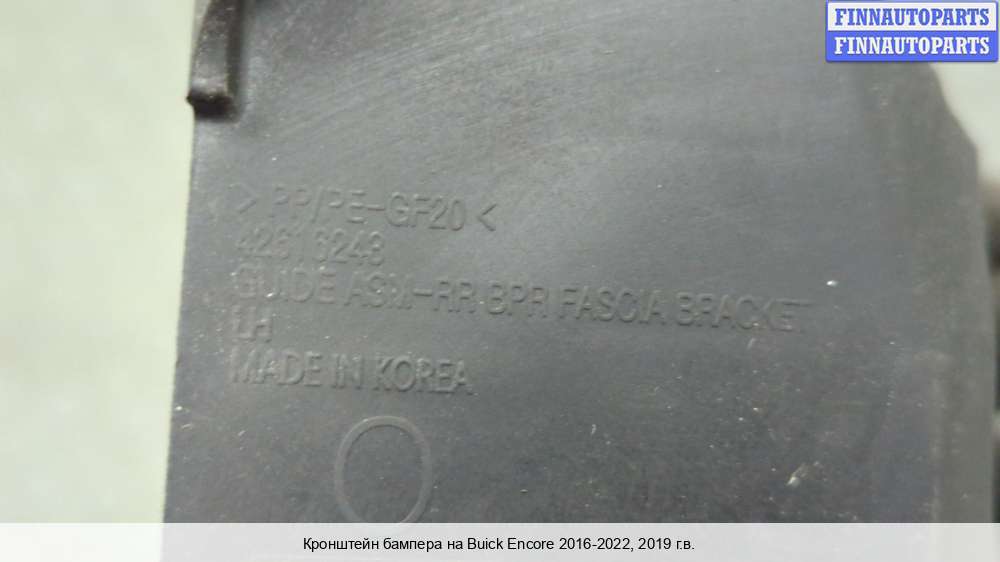 FINNAUTOPARTS
FINNAUTOPARTS
> PP/PE-GF20 <
42616248
GUIDE ASM-RR BPR FASCIA BRACKET
LH
MADE IN KOREA
Кронштейн бампера на Buick Encore 2016-2022, 2019 г.в.